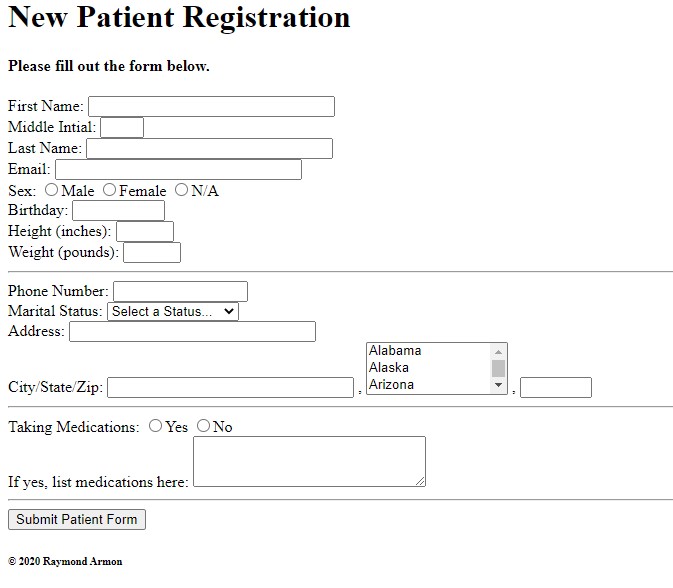 New Patient Registration
Please fill out the form below.
First Name:
Middle Intial:
Last Name:
Email:
Sex: Male Female N/A
Birthday:
Height (inches):
Weight (pounds):
Phone Number:
Marital Status: Select a Status...
Address:
Alabama
Alaska
Arizona
City/State/Zip: , ,
Taking Medications: Yes No
If yes, list medications here:
Submit Patient Form
© 2020 Raymond Armon